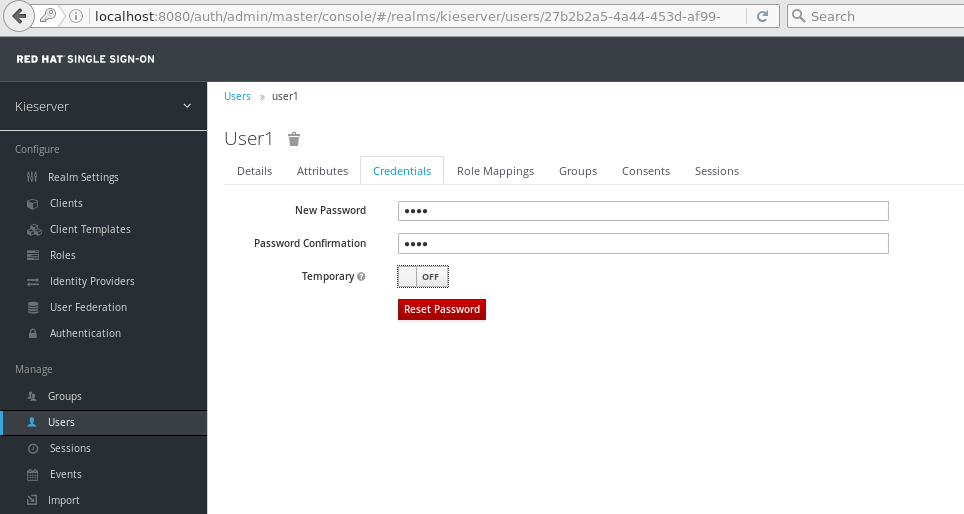 localhost:8080/auth/admin/master/console/#/realms/kieserver/users/27b2b2a5-4a44-453d-af99-
Search
RED HAT SINGLE SIGN-ON
Kieserver
Users » user1
User1
Configure
Details Attributes Credentials Role Mappings Groups Consents Sessions
Realm Settings
Clients
Client Templates
Roles
Identity Providers
User Federation
Authentication
New Password ••••
Password Confirmation ••••
Temporary OFF
Reset Password
Manage
Groups
Users
Sessions
Events
Import